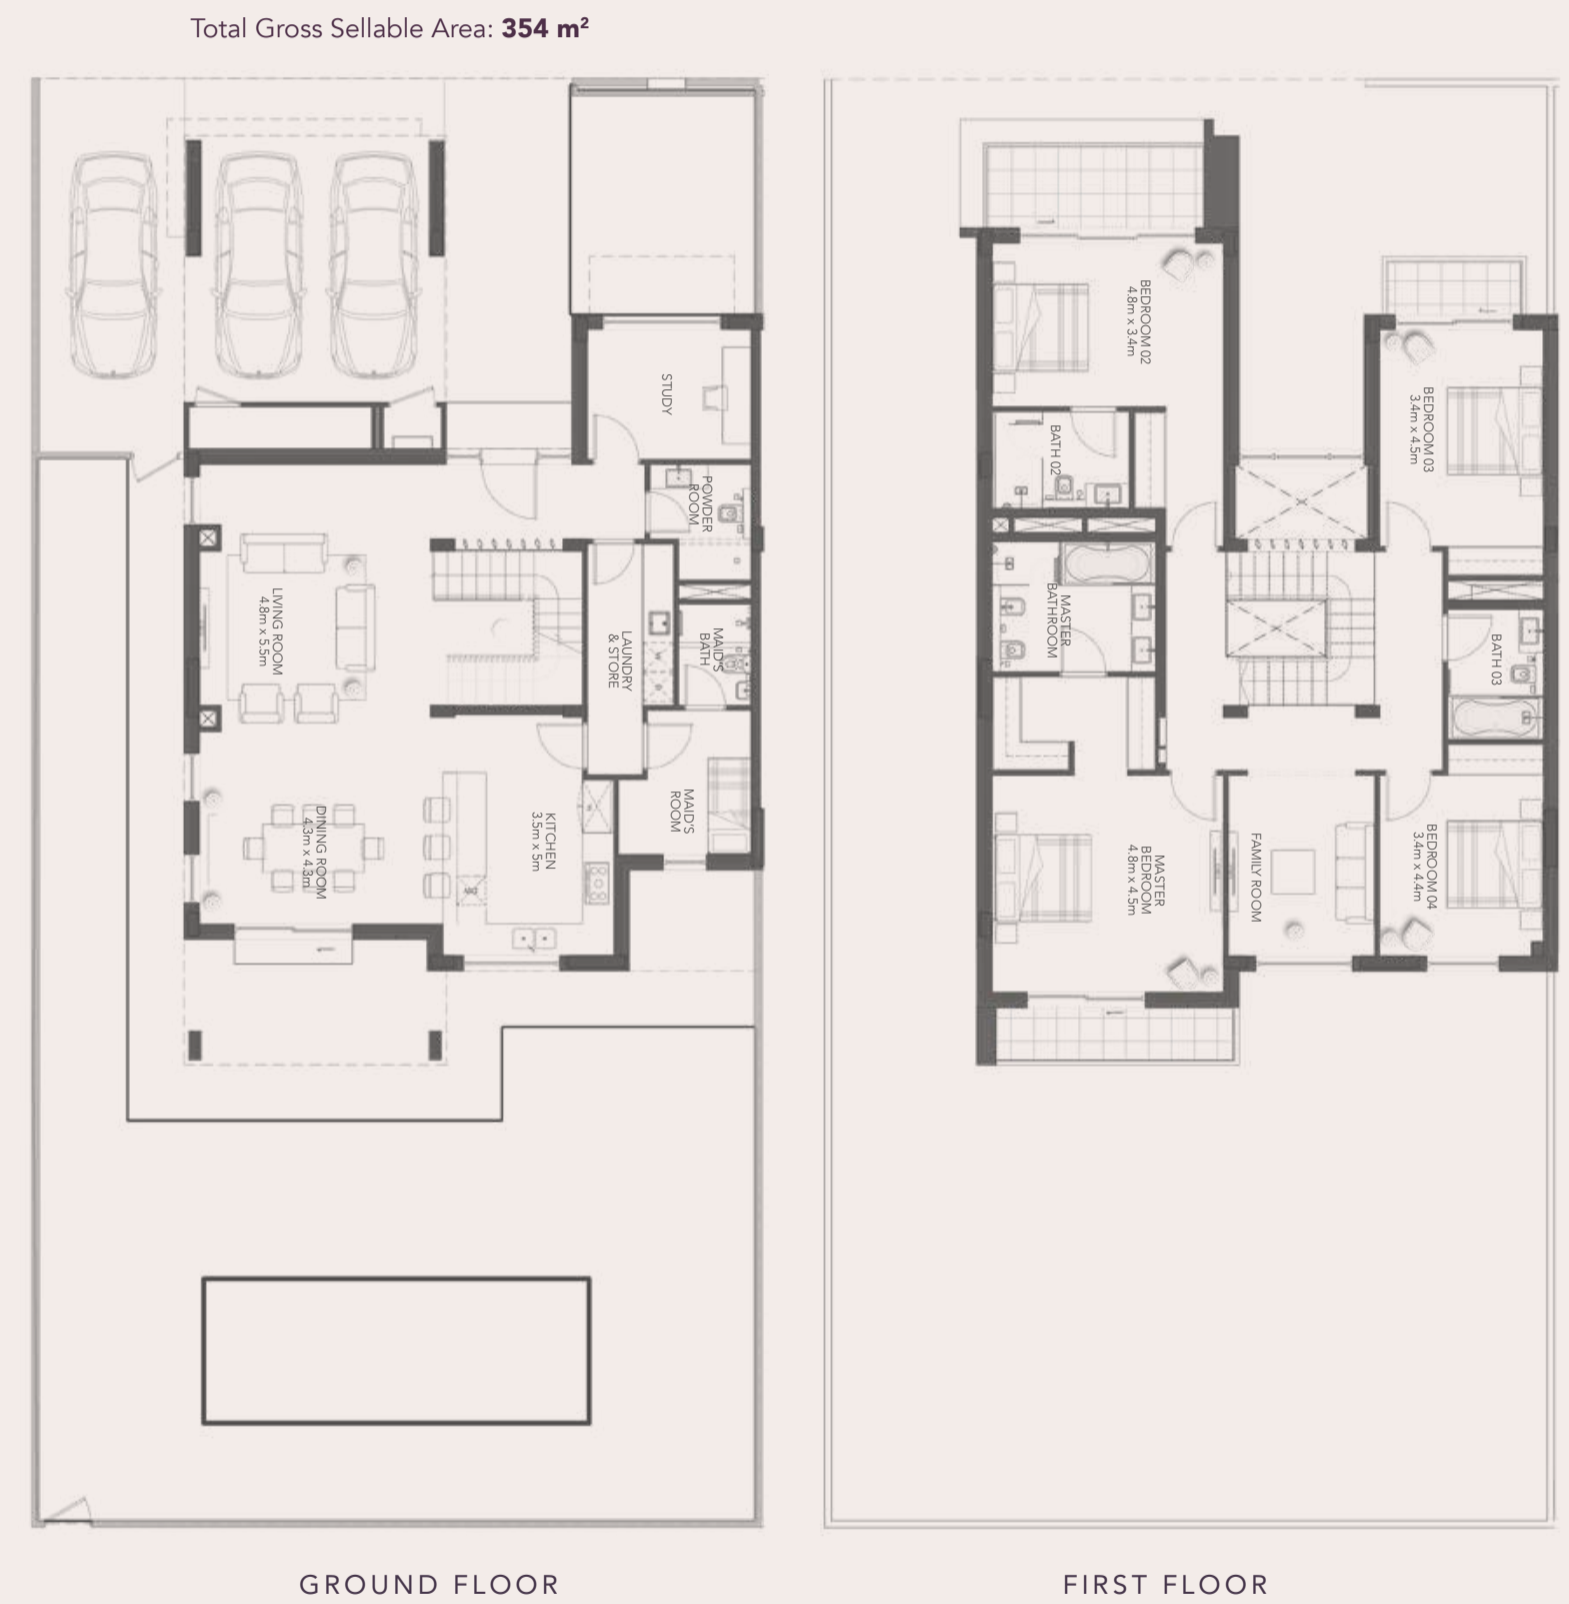 Total Gross Sellable Area: 354 m²
STUDY
POWDER
ROOM
LIVING ROOM
4.8m x 5.5m
LAUNDRY
& STORE
MAID'S
BATH
DINING ROOM
4.3m x 4.3m
KITCHEN
3.5m x 5m
MAID'S
ROOM
GROUND FLOOR
BEDROOM 02
4.8m x 3.4m
BEDROOM 03
3.4m x 4.5m
BATH 02
MASTER
BATHROOM
BATH 03
MASTER
BEDROOM
4.8m x 4.5m
FAMILY ROOM
BEDROOM 04
3.4m x 4.4m
FIRST FLOOR